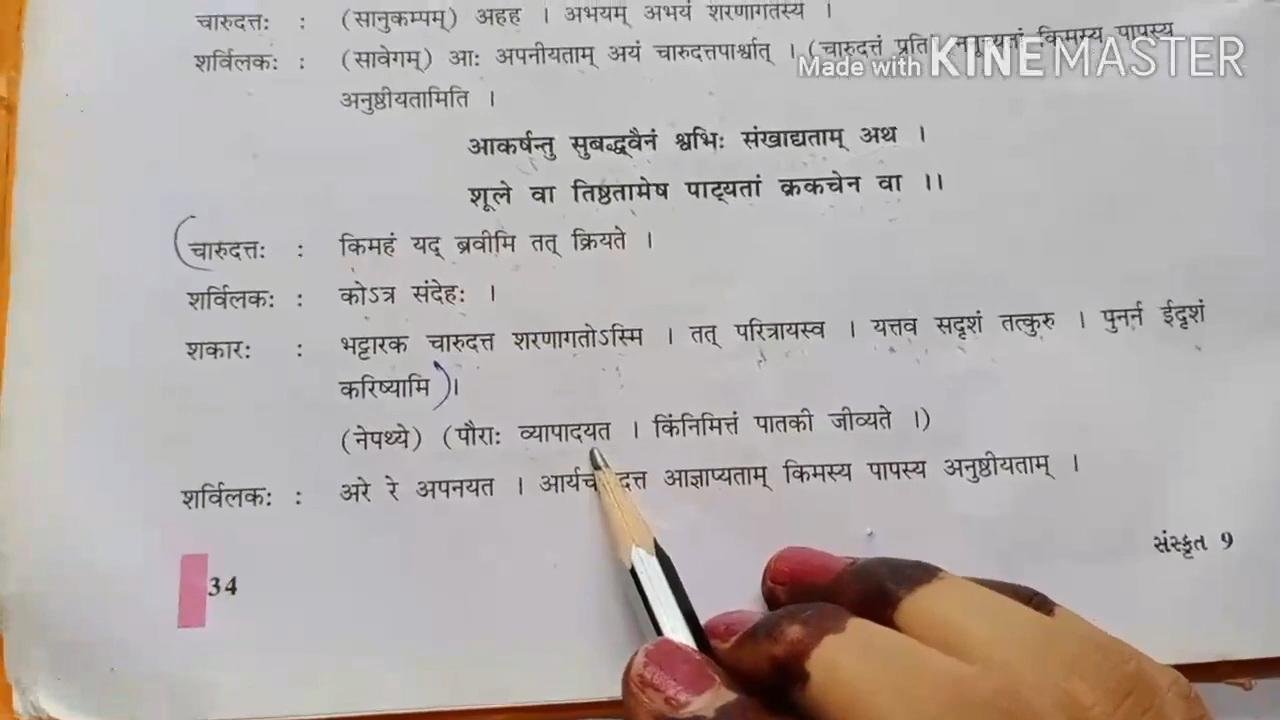 चारुदत्तः : (सानुकम्पम्) अहह । अभयम् अभयं शरणागतस्य ।
शर्विलकः : (सावेगम्) आः अपनीयताम् अयं चारुदत्तपार्श्वात् । (चारुदत्तं प्रति) किमस्य पापस्य
Made with KINEMASTER
अनुष्ठीयतामिति ।
आकर्षन्तु सुबद्ध्वैनं श्वभिः संखाद्यताम् अथ ।
शूले वा तिष्ठतामेष पाट्यतां क्रकचेन वा ।।
चारुदत्तः : किमहं यद् ब्रवीमि तत् क्रियते ।
शर्विलकः : कोऽत्र संदेहः ।
शकारः : भट्टारक चारुदत्त शरणागतोऽस्मि । तत् परित्रायस्व । यत्तव सदृशं तत्कुरु । पुनर्न ईदृशं
करिष्यामि ।
(नेपथ्ये) (पौराः व्यापादयत । किंनिमित्तं पातकी जीव्यते ।)
शर्विलकः : अरे रे अपनयत । आज्ञाप्यताम् किमस्य पापस्य अनुष्ठीयताम् ।
સંસ્કૃત 9
34